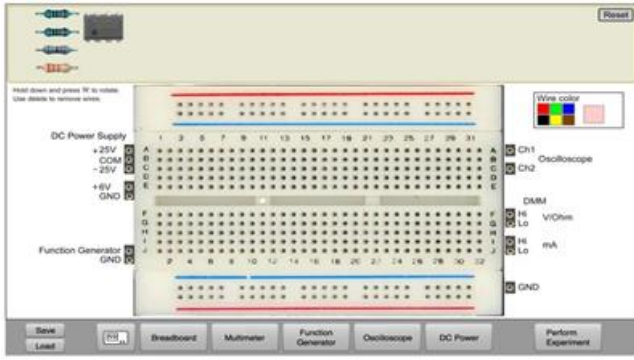 Reset
Hold down and press 'R' to rotate.
Use delete to remove wires.
Wire color
DC Power Supply
+25V
COM
-25V
+6V
GND
Function Generator
GND
1 3 5 7 9 11 13 15 17 19 21 23 25 27 29 31
A
B
C
D
E
A
B
C
D
E
F
G
H
I
J
F
G
H
I
J
2 4 6 8 10 12 14 16 18 20 22 24 26 28 30 32
Ch1
Oscilloscope
Ch2
DMM
Hi
V/Ohm
Lo
Hi
mA
Lo
GND
Save
Load
Breadboard
Multimeter
Function
Generator
Oscilloscope
DC Power
Perform
Experiment